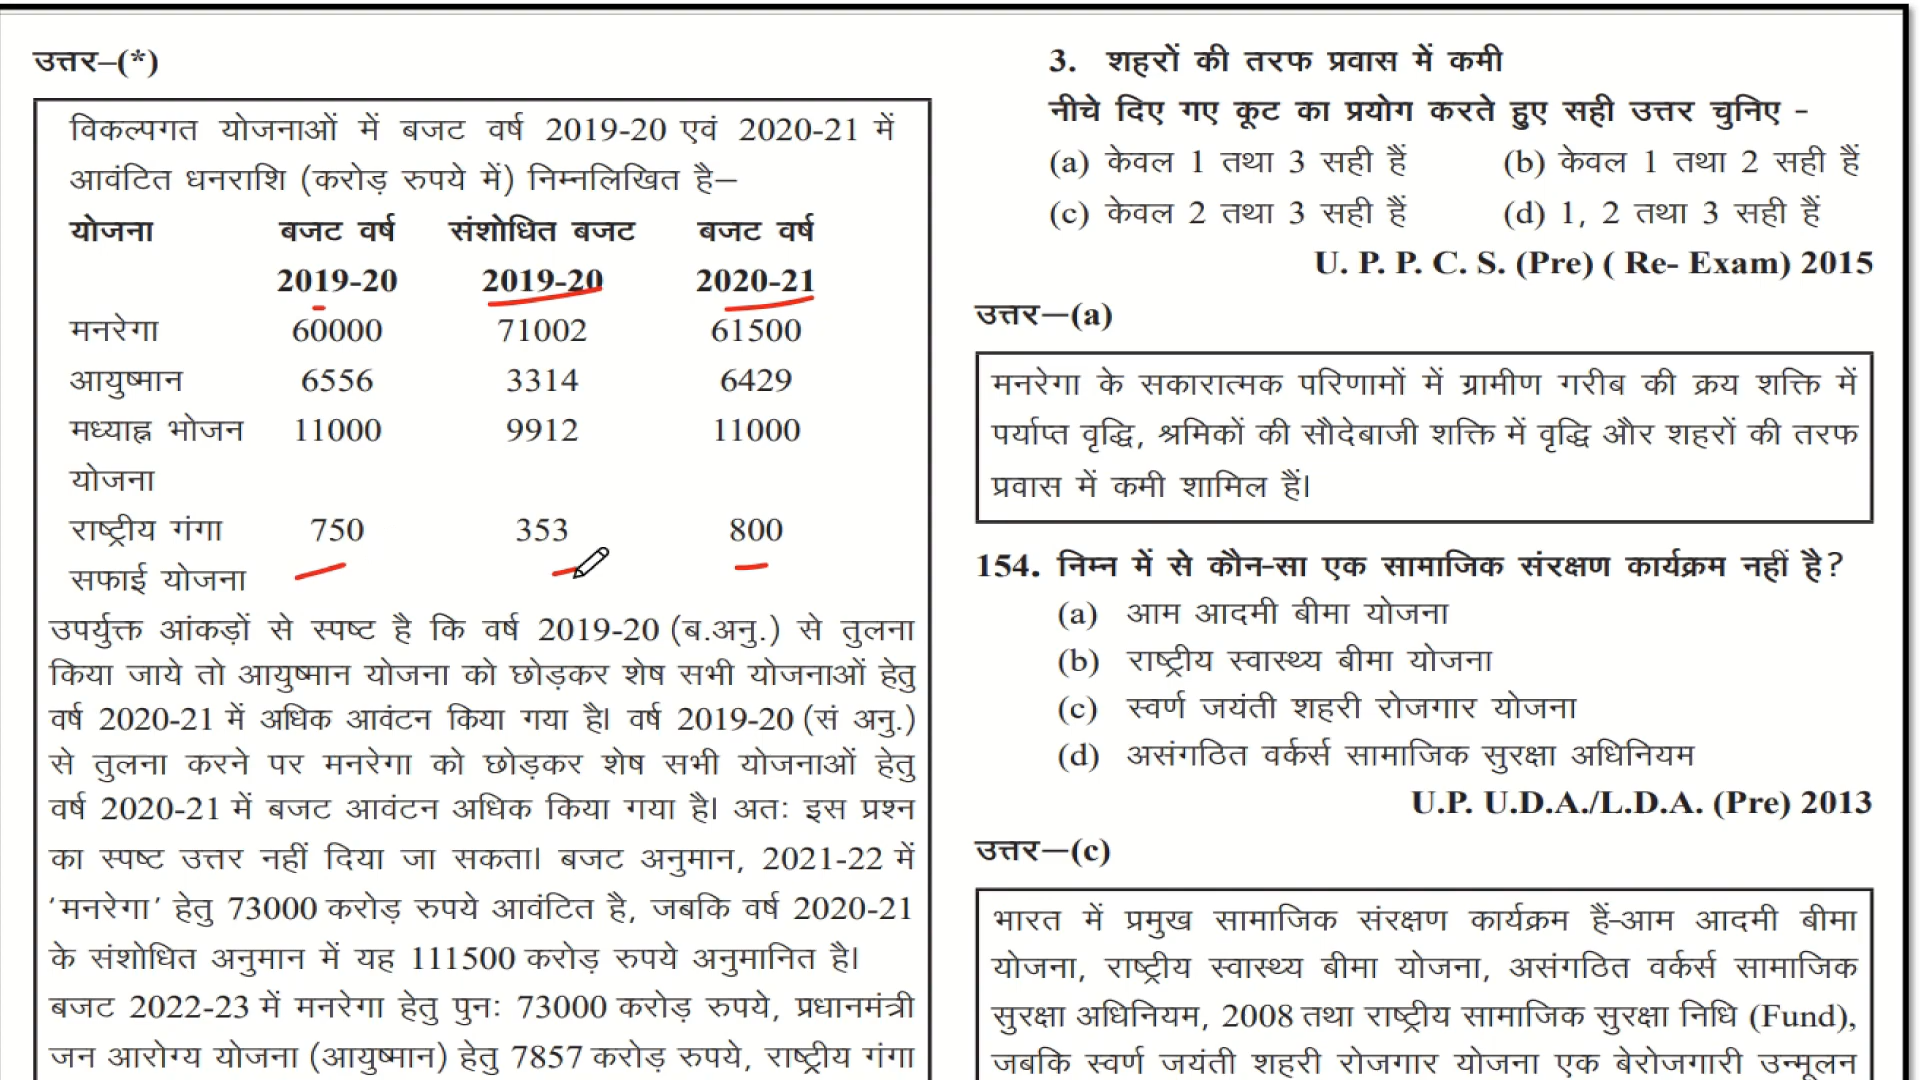 उत्तर–(*)
विकल्पगत योजनाओं में बजट वर्ष 2019-20 एवं 2020-21 में
आवंटित धनराशि (करोड़ रुपये में) निम्नलिखित है–
योजना बजट वर्ष संशोधित बजट बजट वर्ष
2019-20 2019-20 2020-21
मनरेगा 60000 71002 61500
आयुष्मान 6556 3314 6429
मध्याह्न भोजन 11000 9912 11000
योजना
राष्ट्रीय गंगा 750 353 800
सफाई योजना
उपर्युक्त आंकड़ों से स्पष्ट है कि वर्ष 2019-20 (ब.अनु.) से तुलना
किया जाये तो आयुष्मान योजना को छोड़कर शेष सभी योजनाओं हेतु
वर्ष 2020-21 में अधिक आवंटन किया गया है। वर्ष 2019-20 (सं अनु.)
से तुलना करने पर मनरेगा को छोड़कर शेष सभी योजनाओं हेतु
वर्ष 2020-21 में बजट आवंटन अधिक किया गया है। अतः इस प्रश्न
का स्पष्ट उत्तर नहीं दिया जा सकता। बजट अनुमान, 2021-22 में
‘मनरेगा’ हेतु 73000 करोड़ रुपये आवंटित है, जबकि वर्ष 2020-21
के संशोधित अनुमान में यह 111500 करोड़ रुपये अनुमानित है।
बजट 2022-23 में मनरेगा हेतु पुनः 73000 करोड़ रुपये, प्रधानमंत्री
जन आरोग्य योजना (आयुष्मान) हेतु 7857 करोड़ रुपये, राष्ट्रीय गंगा
3. शहरों की तरफ प्रवास में कमी
नीचे दिए गए कूट का प्रयोग करते हुए सही उत्तर चुनिए -
(a) केवल 1 तथा 3 सही हैं (b) केवल 1 तथा 2 सही हैं
(c) केवल 2 तथा 3 सही हैं (d) 1, 2 तथा 3 सही हैं
U. P. P. C. S. (Pre) ( Re- Exam) 2015
उत्तर—(a)
मनरेगा के सकारात्मक परिणामों में ग्रामीण गरीब की क्रय शक्ति में
पर्याप्त वृद्धि, श्रमिकों की सौदेबाजी शक्ति में वृद्धि और शहरों की तरफ
प्रवास में कमी शामिल हैं।
154. निम्न में से कौन-सा एक सामाजिक संरक्षण कार्यक्रम नहीं है?
(a) आम आदमी बीमा योजना
(b) राष्ट्रीय स्वास्थ्य बीमा योजना
(c) स्वर्ण जयंती शहरी रोजगार योजना
(d) असंगठित वर्कर्स सामाजिक सुरक्षा अधिनियम
U.P. U.D.A./L.D.A. (Pre) 2013
उत्तर—(c)
भारत में प्रमुख सामाजिक संरक्षण कार्यक्रम हैं-आम आदमी बीमा
योजना, राष्ट्रीय स्वास्थ्य बीमा योजना, असंगठित वर्कर्स सामाजिक
सुरक्षा अधिनियम, 2008 तथा राष्ट्रीय सामाजिक सुरक्षा निधि (Fund),
जबकि स्वर्ण जयंती शहरी रोजगार योजना एक बेरोजगारी उन्मूलन